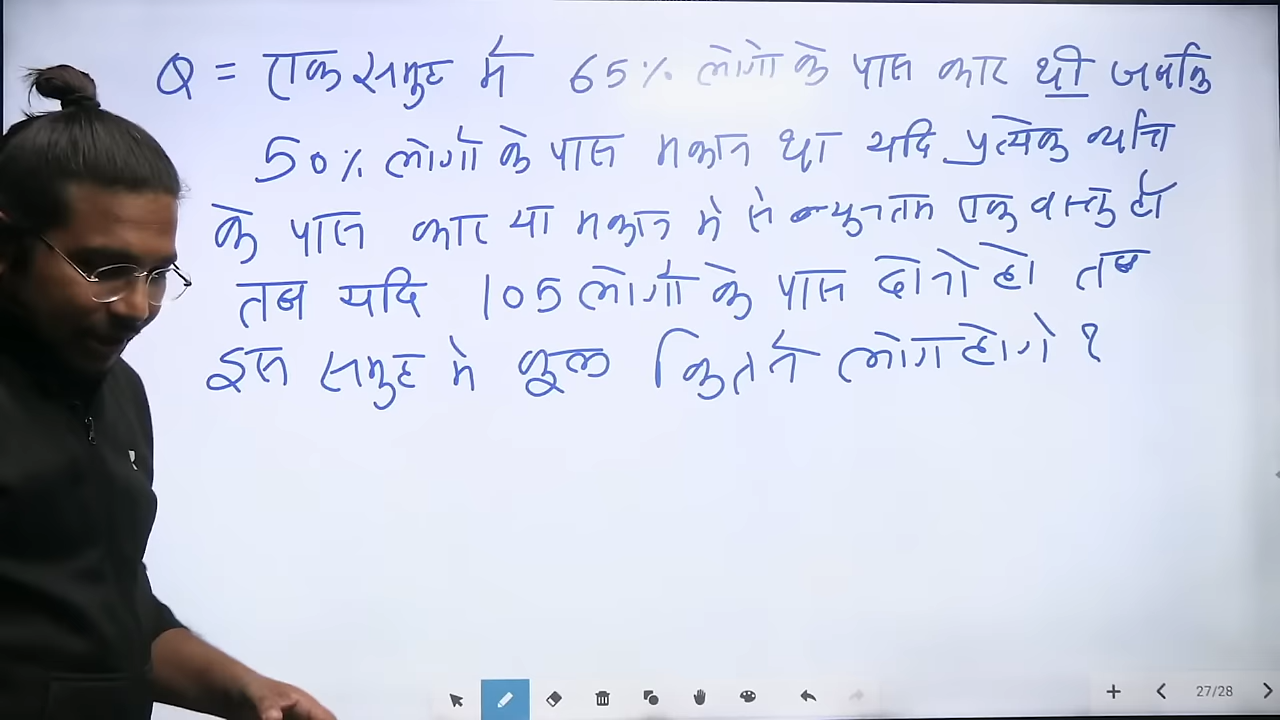 Q = एक समुह में 65% लोगो के पास कार थी जबकि
50% लोगों के पास मकान था यदि प्रत्येक व्यक्ति
के पास कार या मकान मे से न्युनतम एक वस्तु हो
तब यदि 105 लोगों के पास दोनो हो तब
इस समुह मे कुल कितने लोग होगे ?
27/28